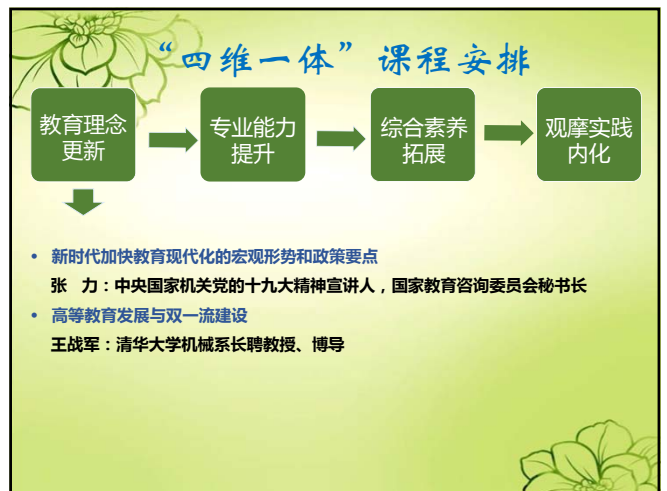 “四维一体”课程安排
教育理念
更新
专业能力
提升
综合素养
拓展
观摩实践
内化
• 新时代加快教育现代化的宏观形势和政策要点
张 力：中央国家机关党的十九大精神宣讲人，国家教育咨询委员会秘书长
• 高等教育发展与双一流建设
王战军：清华大学机械系长聘教授、博导